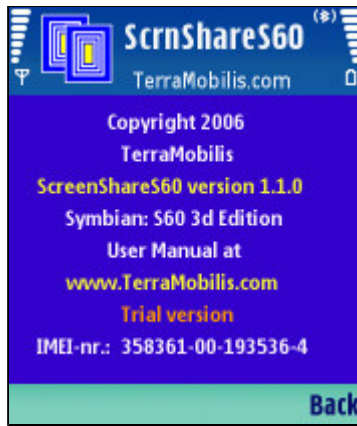 ScrnShareS60
TerraMobilis.com
Copyright 2006
TerraMobilis
ScreenShareS60 version 1.1.0
Symbian: S60 3d Edition
User Manual at
www.TerraMobilis.com
Trial version
IMEI-nr.: 358361-00-193536-4
Back